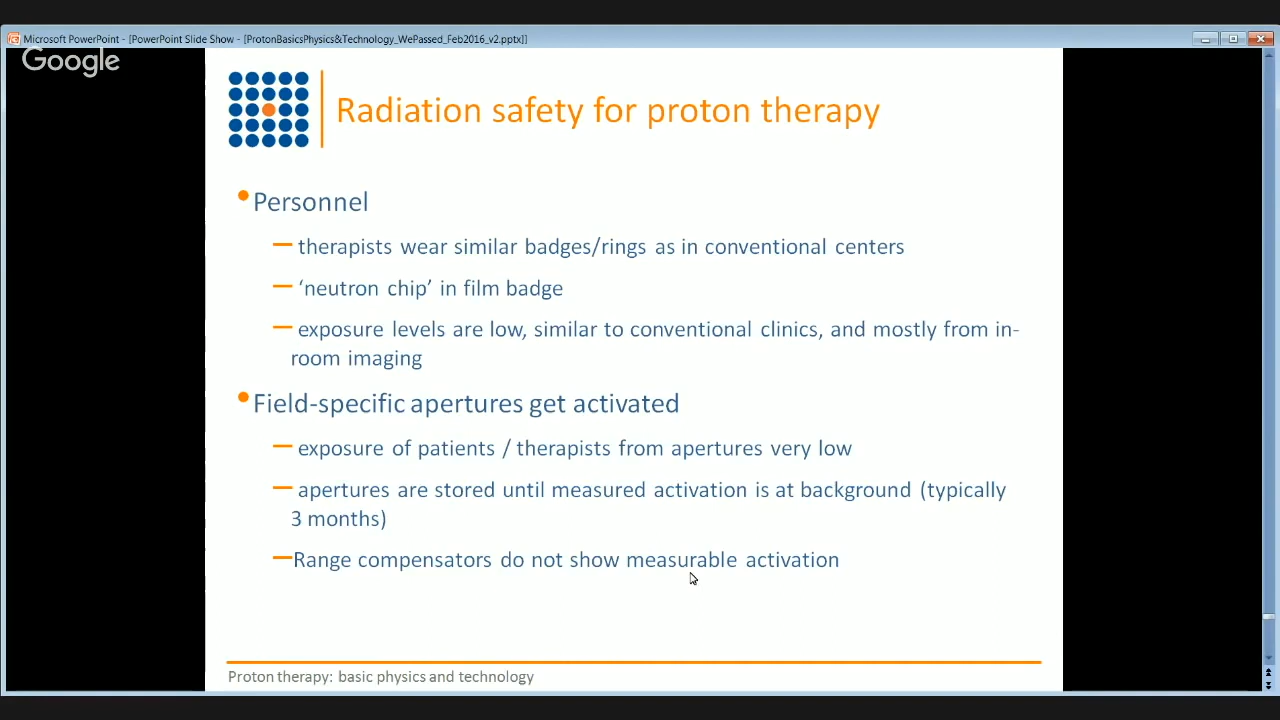 Microsoft PowerPoint - [PowerPoint Slide Show - [ProtonBasicsPhysics&Technology_WePassed_Feb2016_v2.pptx]]
Google
Radiation safety for proton therapy
•Personnel
— therapists wear similar badges/rings as in conventional centers
— ‘neutron chip’ in film badge
— exposure levels are low, similar to conventional clinics, and mostly from in-
room imaging
•Field-specific apertures get activated
— exposure of patients / therapists from apertures very low
— apertures are stored until measured activation is at background (typically
3 months)
—Range compensators do not show measurable activation
Proton therapy: basic physics and technology